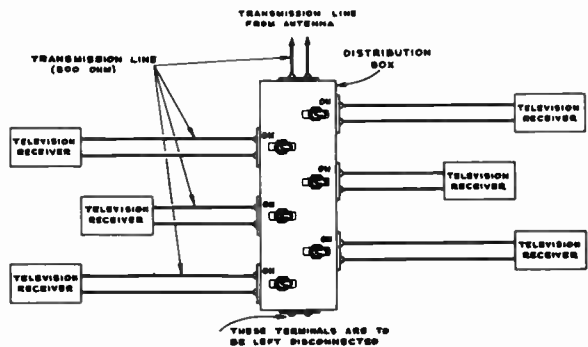 TRANSMISSION LINE
FROM ANTENNA
TRANSMISSION LINE
(300 OHM)
DISTRIBUTION
BOX
ON
TELEVISION
RECEIVER
ON
TELEVISION
RECEIVER
ON
TELEVISION
RECEIVER
ON
TELEVISION
RECEIVER
ON
TELEVISION
RECEIVER
ON
TELEVISION
RECEIVER
THESE TERMINALS ARE TO
BE LEFT DISCONNECTED